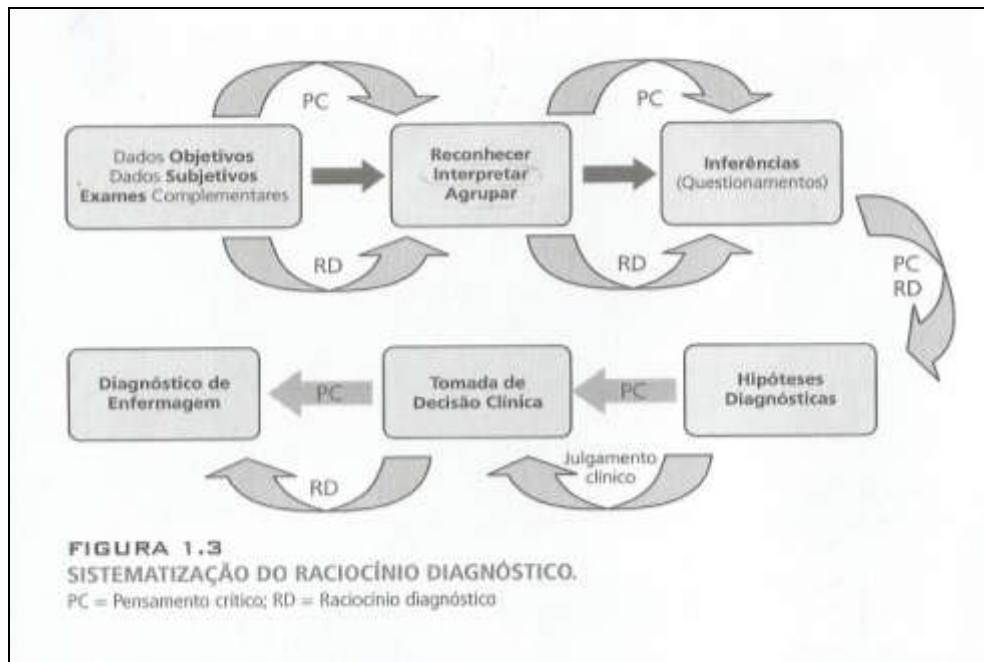 PC
PC
Dados Objetivos
Dados Subjetivos
Exames Complementares
Reconhecer
Interpretar
Agrupar
Inferências
(Questionamentos)
RD
RD
PC
RD
Diagnóstico de
Enfermagem
PC
Tomada de
Decisão Clínica
PC
Hipóteses
Diagnósticas
RD
Julgamento
clínico
FIGURA 1.3
SISTEMATIZAÇÃO DO RACIOCÍNIO DIAGNÓSTICO.
PC = Pensamento crítico; RD = Raciocínio diagnóstico